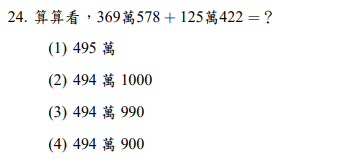 24. 算算看，369萬578 + 125萬422 = ?
(1) 495 萬
(2) 494 萬 1000
(3) 494 萬 990
(4) 494 萬 900